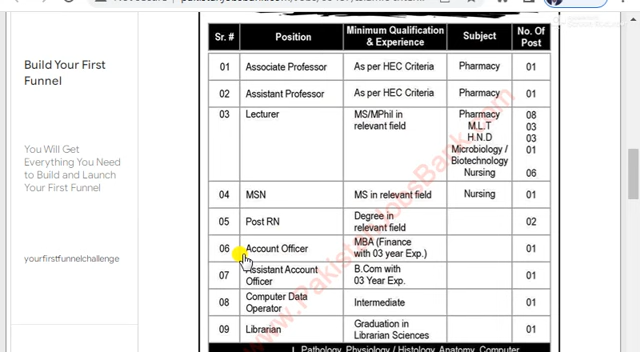 Build Your First
Funnel
You Will Get
Everything You Need
to Build and Launch
Your First Funnel
yourfirstfunnelchallenge
Sr. # Position Minimum Qualification & Experience Subject No. Of Post
01 Associate Professor As per HEC Criteria Pharmacy 01
02 Assistant Professor As per HEC Criteria Pharmacy 01
03 Lecturer MS/MPhil in relevant field Pharmacy 08
M.L.T 03
H.N.D 03
Microbiology / Biotechnology 01
Nursing 06
04 MSN MS in relevant field Nursing 01
05 Post RN Degree in relevant field 02
06 Account Officer MBA (Finance with 03 year Exp.) 01
07 Assistant Account Officer B.Com with 03 Year Exp. 01
08 Computer Data Operator Intermediate 01
09 Librarian Graduation in Librarian Sciences 01
I. Pathology, Physiology / Histology, Anatomy, Computer
www.PakistanJobsBank.com